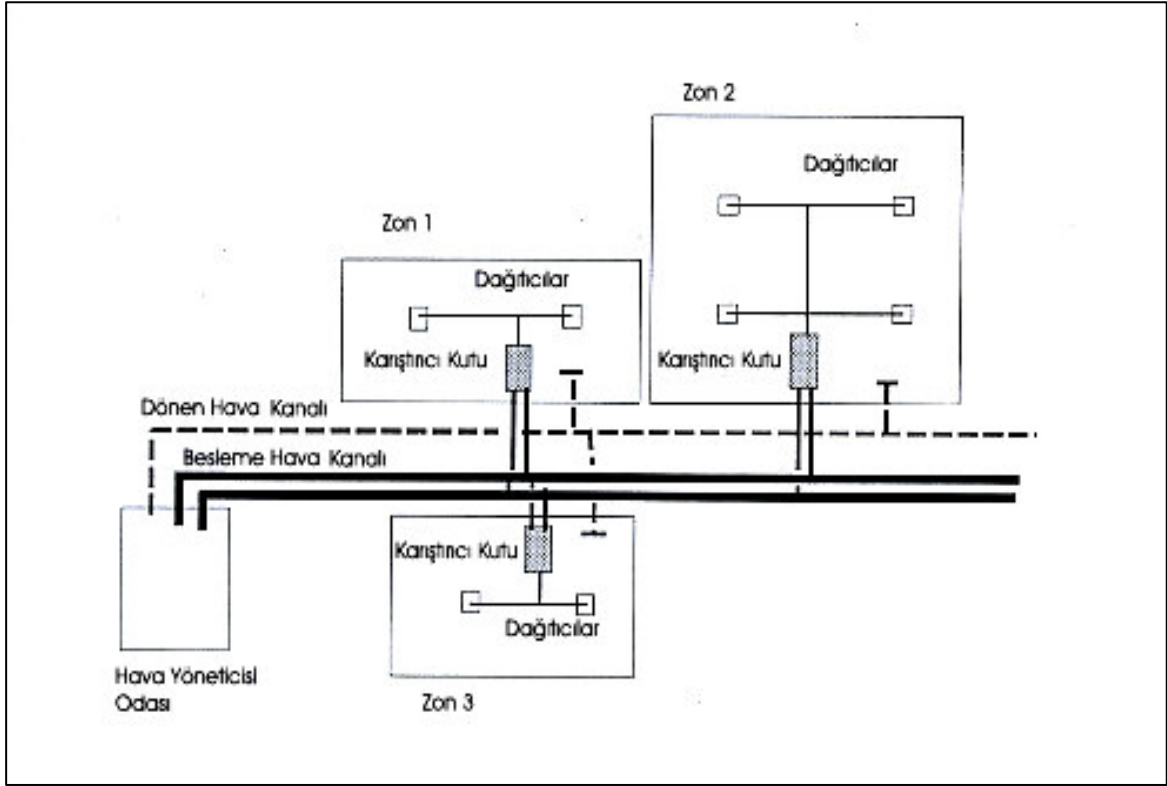 Zon 2
Dağıtıcılar
Zon 1
Dağıtıcılar
Karıştırıcı Kutu
Karıştırıcı Kutu
Dönen Hava Kanalı
Besleme Hava Kanalı
Karıştırıcı Kutu
Dağıtıcılar
Hava Yöneticisi
Odası
Zon 3